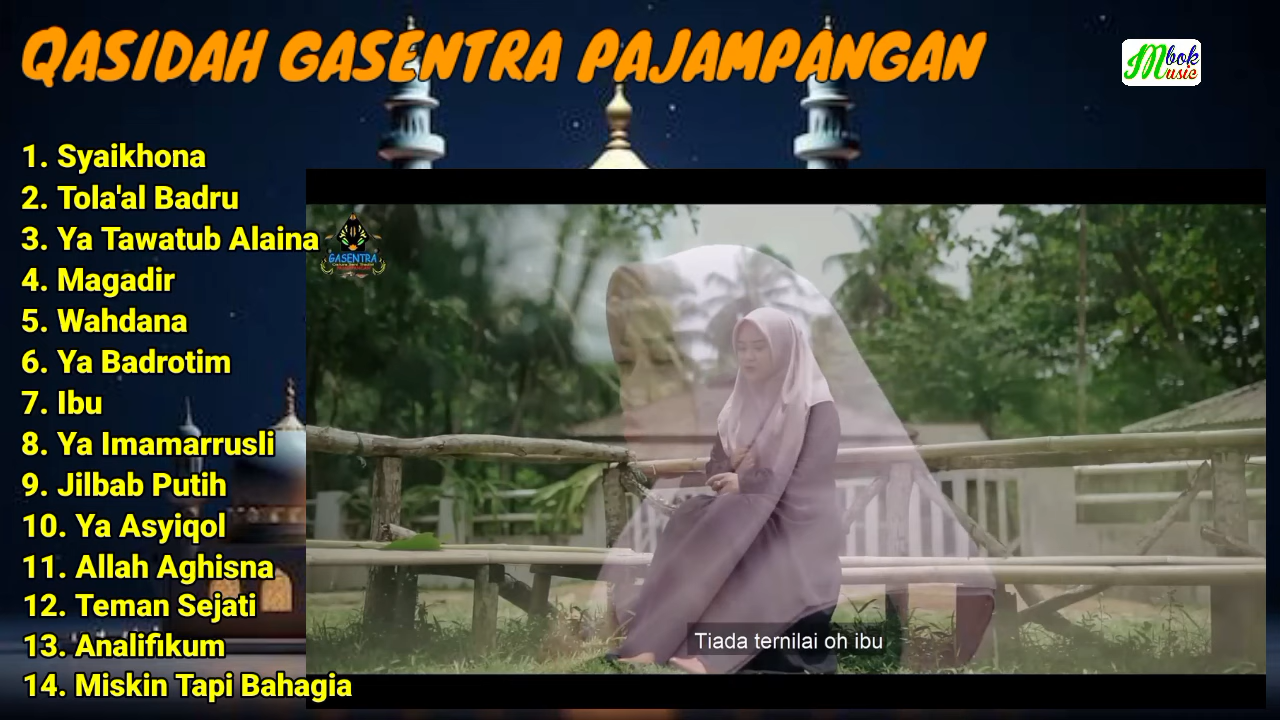 QASIDAH GASENTRA PAJAMPANGAN
Mbok
Music
1. Syaikhona
2. Tola'al Badru
3. Ya Tawatub Alaina
4. Magadir
5. Wahdana
6. Ya Badrotim
7. Ibu
8. Ya Imamarrusli
9. Jilbab Putih
10. Ya Asyiqol
11. Allah Aghisna
12. Teman Sejati
13. Analifikum
14. Miskin Tapi Bahagia
GASENTRA
Tiada ternilai oh ibu